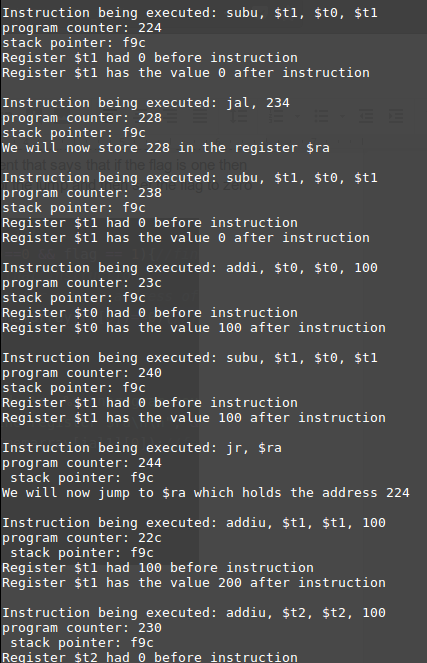 Instruction being executed: subu, $t1, $t0, $t1
program counter: 224
stack pointer: f9c
Register $t1 had 0 before instruction
Register $t1 has the value 0 after instruction
Instruction being executed: jal, 234
program counter: 228
stack pointer: f9c
We will now store 228 in the register $ra
Instruction being executed: subu, $t1, $t0, $t1
program counter: 238
stack pointer: f9c
Register $t1 had 0 before instruction
Register $t1 has the value 0 after instruction
Instruction being executed: addi, $t0, $t0, 100
program counter: 23c
stack pointer: f9c
Register $t0 had 0 before instruction
Register $t0 has the value 100 after instruction
Instruction being executed: subu, $t1, $t0, $t1
program counter: 240
stack pointer: f9c
Register $t1 had 0 before instruction
Register $t1 has the value 100 after instruction
Instruction being executed: jr, $ra
program counter: 244
stack pointer: f9c
We will now jump to $ra which holds the address 224
Instruction being executed: addiu, $t1, $t1, 100
program counter: 22c
stack pointer: f9c
Register $t1 had 100 before instruction
Register $t1 has the value 200 after instruction
Instruction being executed: addiu, $t2, $t2, 100
program counter: 230
stack pointer: f9c
Register $t2 had 0 before instruction